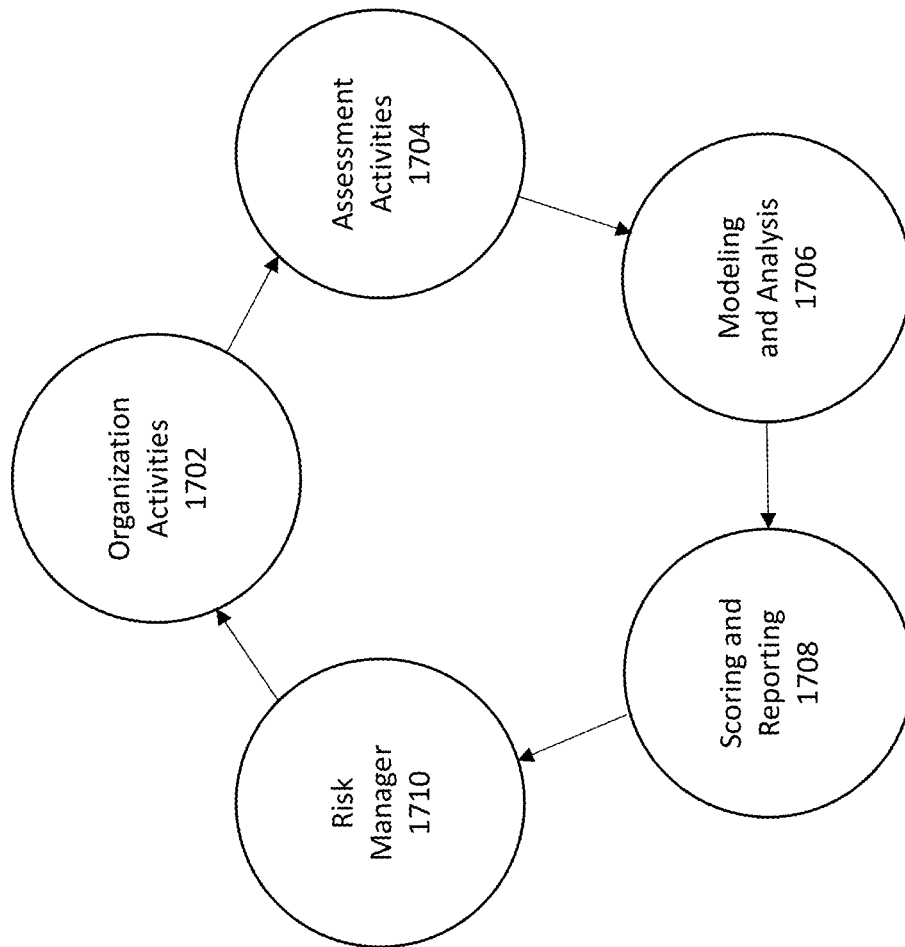 Organization
Activities
1702
Assessment
Activities
1704
Modeling
and Analysis
1706
Scoring and
Reporting
1708
Risk
Manager
1710